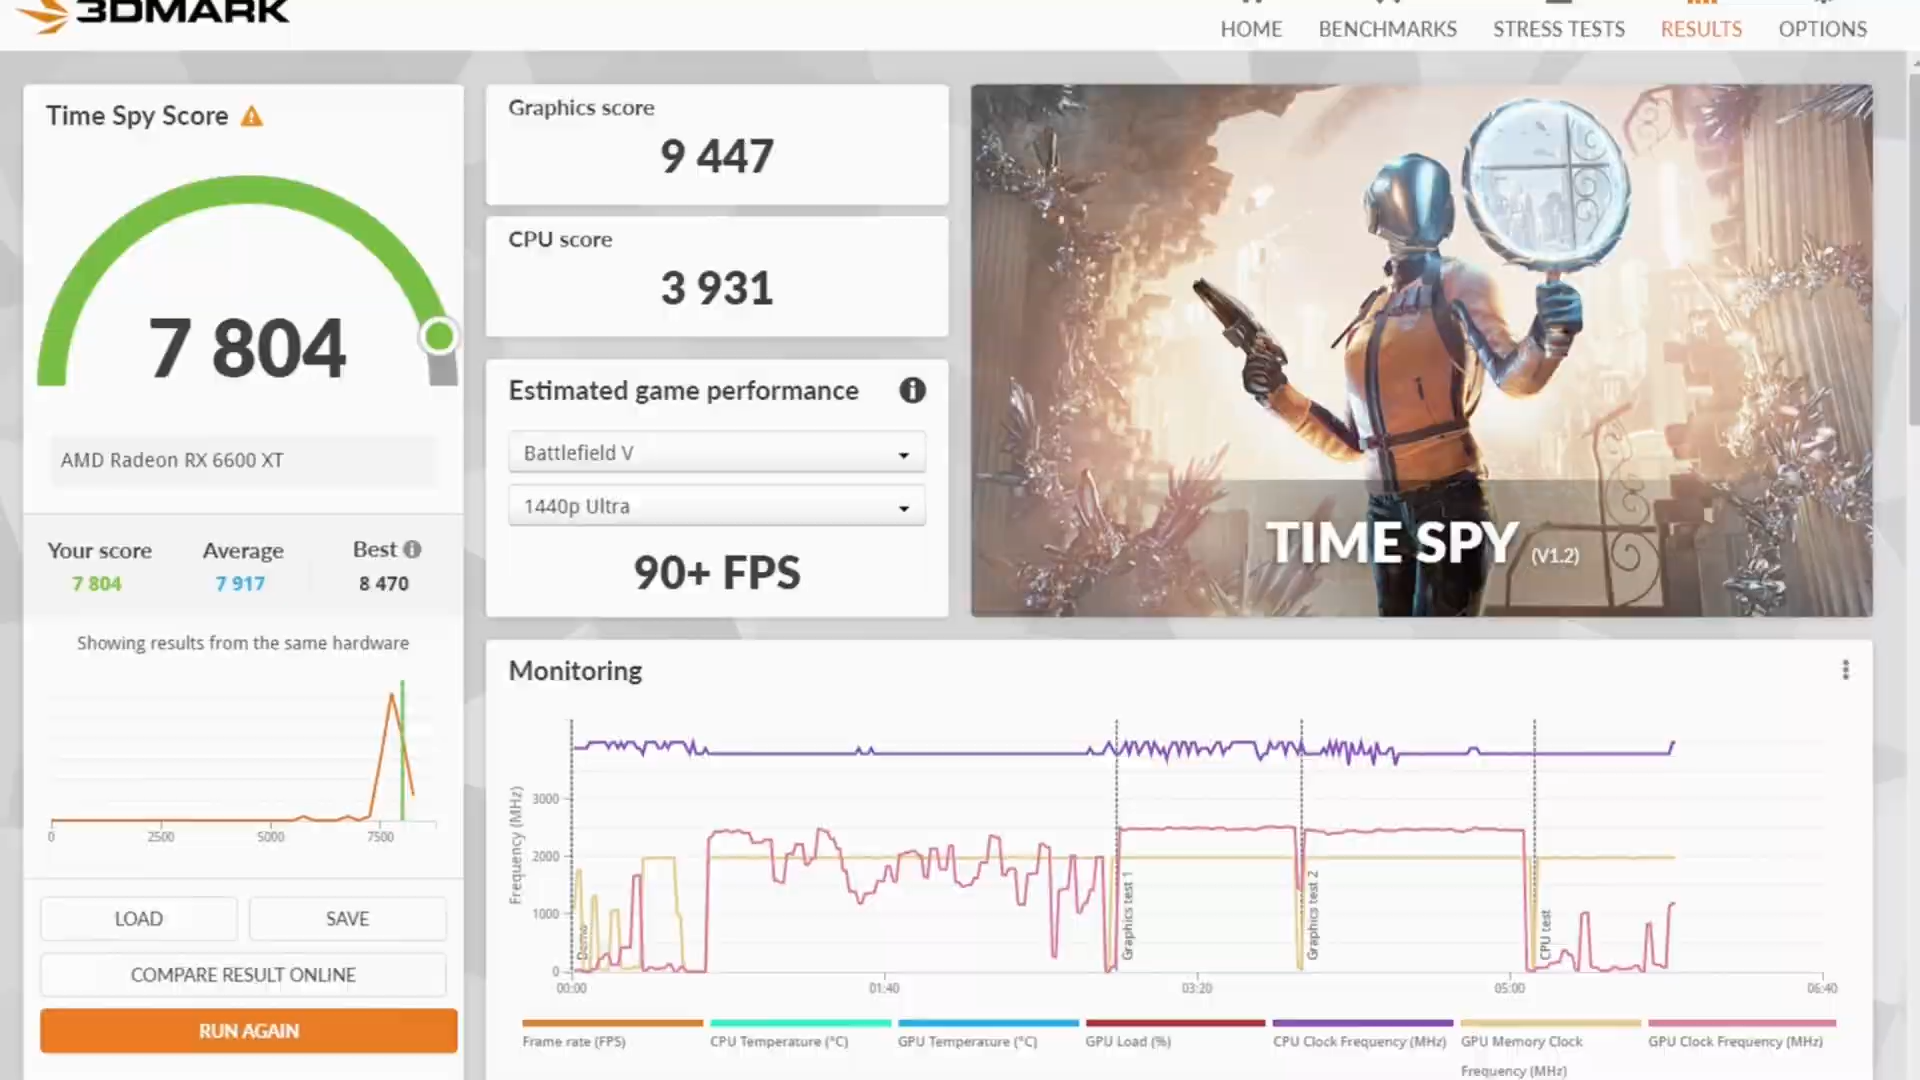 3DMARK
HOME
BENCHMARKS
STRESS TESTS
RESULTS
OPTIONS
Time Spy Score
7 804
AMD Radeon RX 6600 XT
Your score
Average
Best
7 804
7 917
8 470
Showing results from the same hardware
0
2500
5000
7500
LOAD
SAVE
COMPARE RESULT ONLINE
RUN AGAIN
Graphics score
9 447
CPU score
3 931
Estimated game performance
Battlefield V
1440p Ultra
90+ FPS
TIME SPY (V1.2)
Monitoring
Frequency (MHz)
3000
2000
1000
0
Demo
Graphics test 1
Graphics test 2
CPU test
00:00
01:40
03:20
05:00
06:40
Frame rate (FPS)
CPU Temperature (°C)
GPU Temperature (°C)
GPU Load (%)
CPU Clock Frequency (MHz)
GPU Memory Clock
Frequency (MHz)
GPU Clock Frequency (MHz)